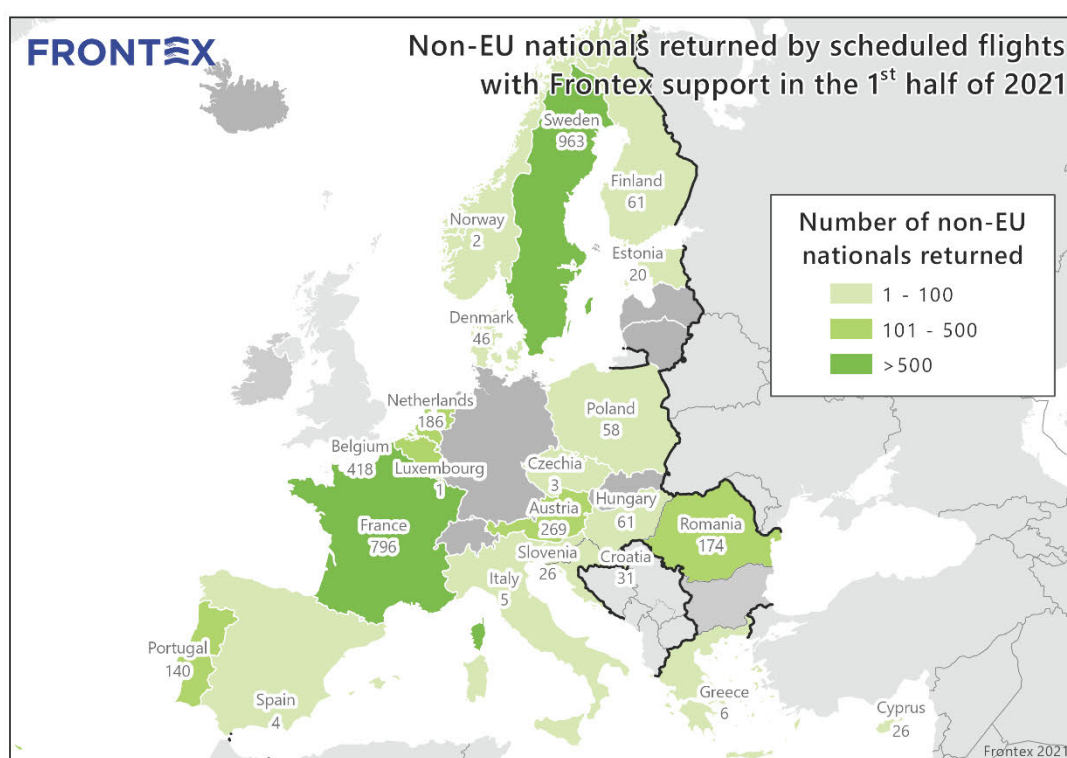 FRONTEX
Non-EU nationals returned by scheduled flights
with Frontex support in the 1st half of 2021
Sweden
963
Finland
61
Norway
2
Estonia
20
Denmark
46
Number of non-EU
nationals returned
1 - 100
101 - 500
>500
Netherlands
186
Poland
58
Belgium
418
Luxembourg
1
Czechia
3
Hungary
61
Austria
269
Romania
174
France
796
Slovenia
26
Croatia
31
Italy
5
Portugal
140
Spain
4
Greece
6
Cyprus
26
Frontex 2021